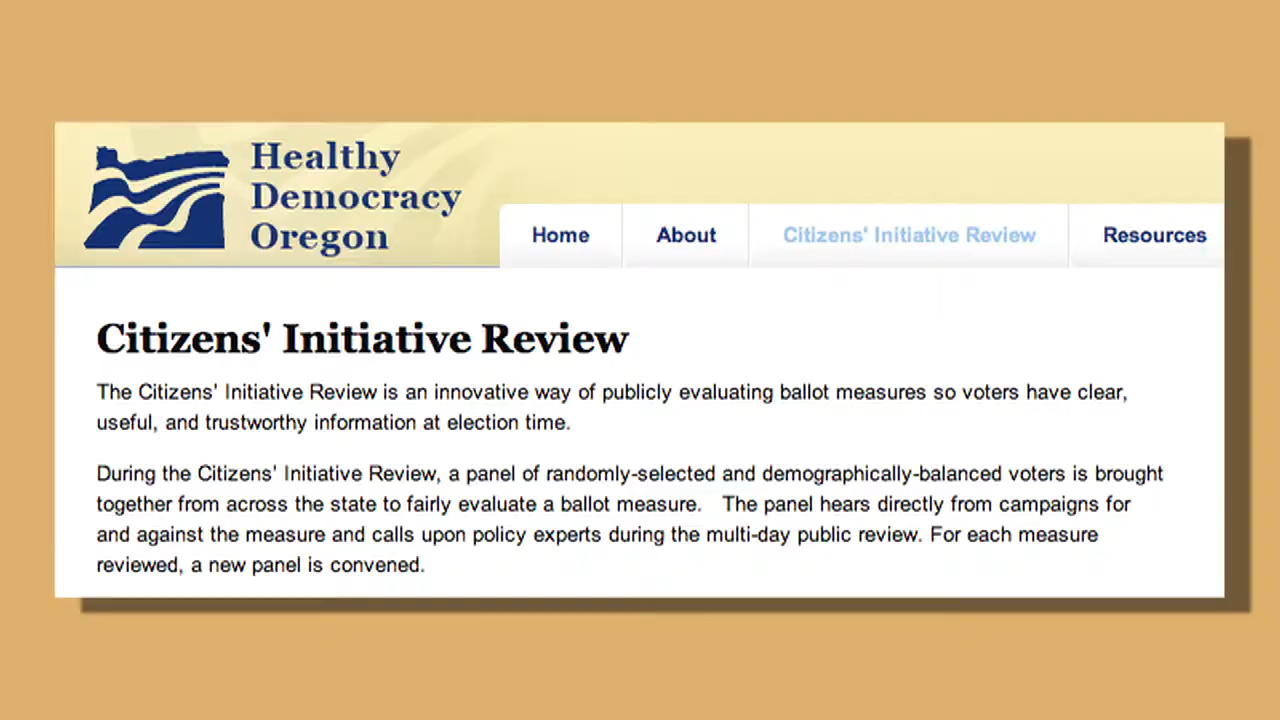 Healthy
Democracy
Oregon
Home About Citizens' Initiative Review Resources
Citizens' Initiative Review
The Citizens' Initiative Review is an innovative way of publicly evaluating ballot measures so voters have clear,
useful, and trustworthy information at election time.
During the Citizens' Initiative Review, a panel of randomly-selected and demographically-balanced voters is brought
together from across the state to fairly evaluate a ballot measure. The panel hears directly from campaigns for
and against the measure and calls upon policy experts during the multi-day public review. For each measure
reviewed, a new panel is convened.